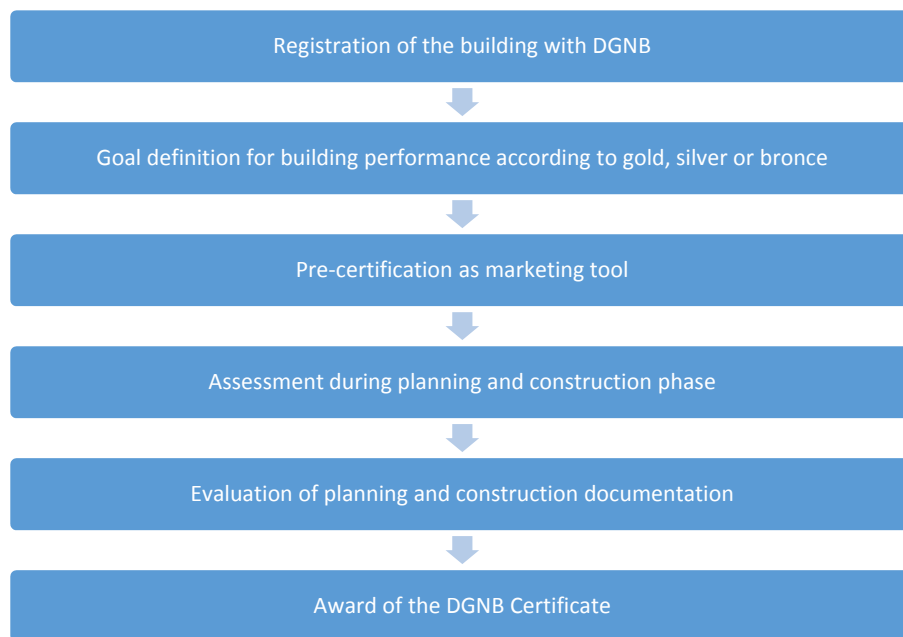 Registration of the building with DGNB
Goal definition for building performance according to gold, silver or bronce
Pre-certification as marketing tool
Assessment during planning and construction phase
Evaluation of planning and construction documentation
Award of the DGNB Certificate